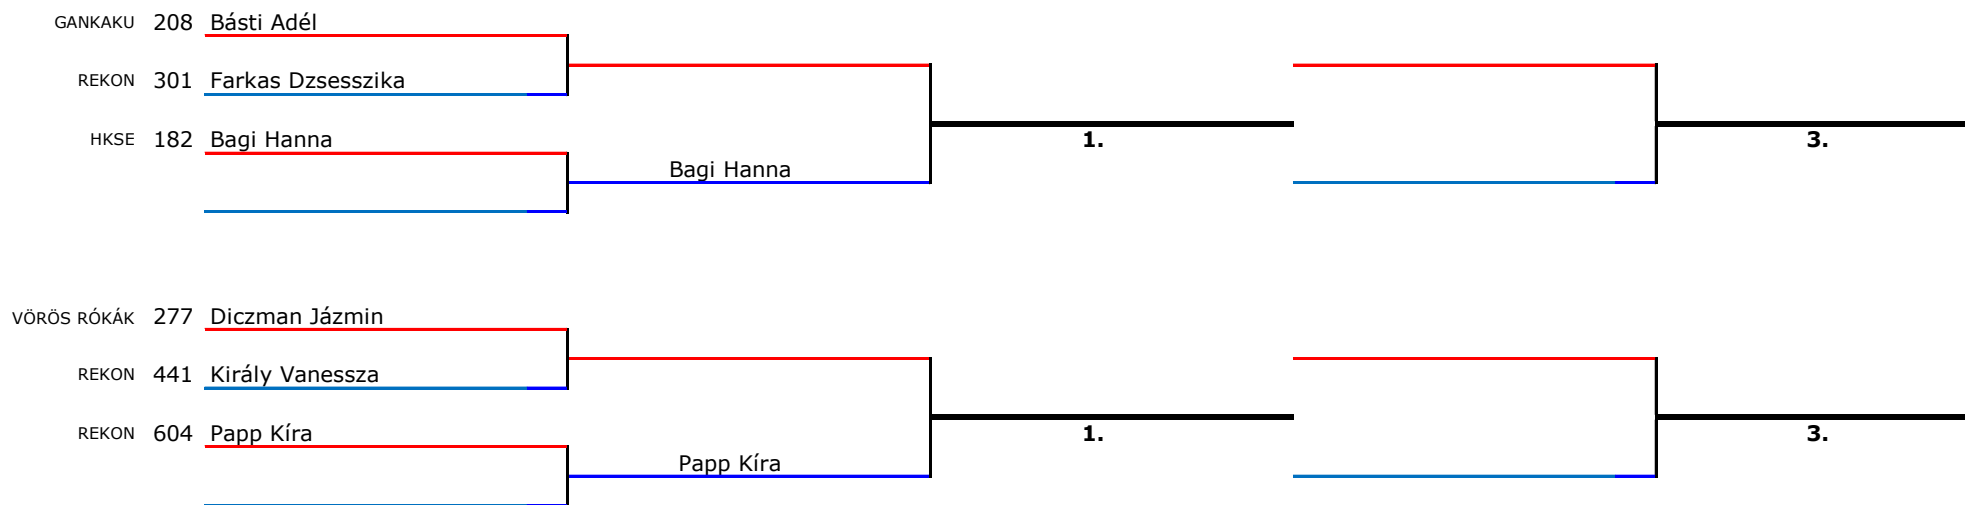 GANKAKU 208 Básti Adél
REKON 301 Farkas Dzsesszika
HKSE 182 Bagi Hanna
1.
3.
Bagi Hanna
VÖRÖS RÓKÁK 277 Diczman Jázmin
REKON 441 Király Vanessza
REKON 604 Papp Kíra
1.
3.
Papp Kíra